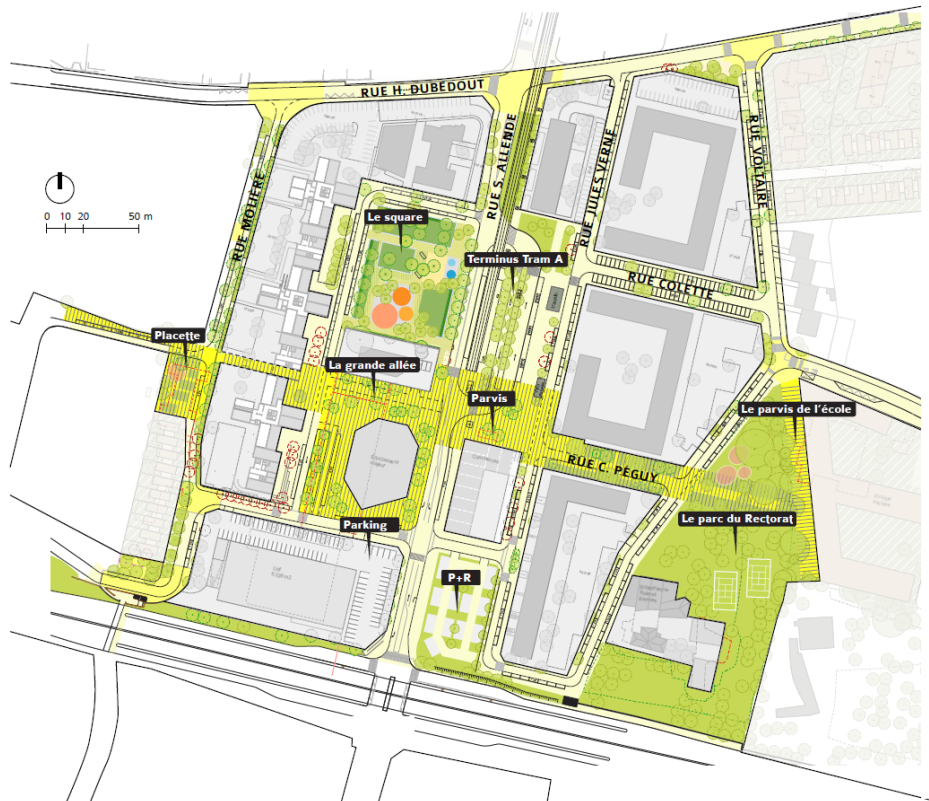 RUE H. DUBEDOUT
RUE S. ALLENDE
RUE JULES VERNE
RUE VOLTAIRE
RUE MOLIÈRE
0 10 20 50 m
Le square
Terminus Tram A
RUE COLETTE
Placette
La grande allée
Parvis
Le parvis de l'école
RUE C. PÉGUY
Parking
Le parc du Rectorat
P+R